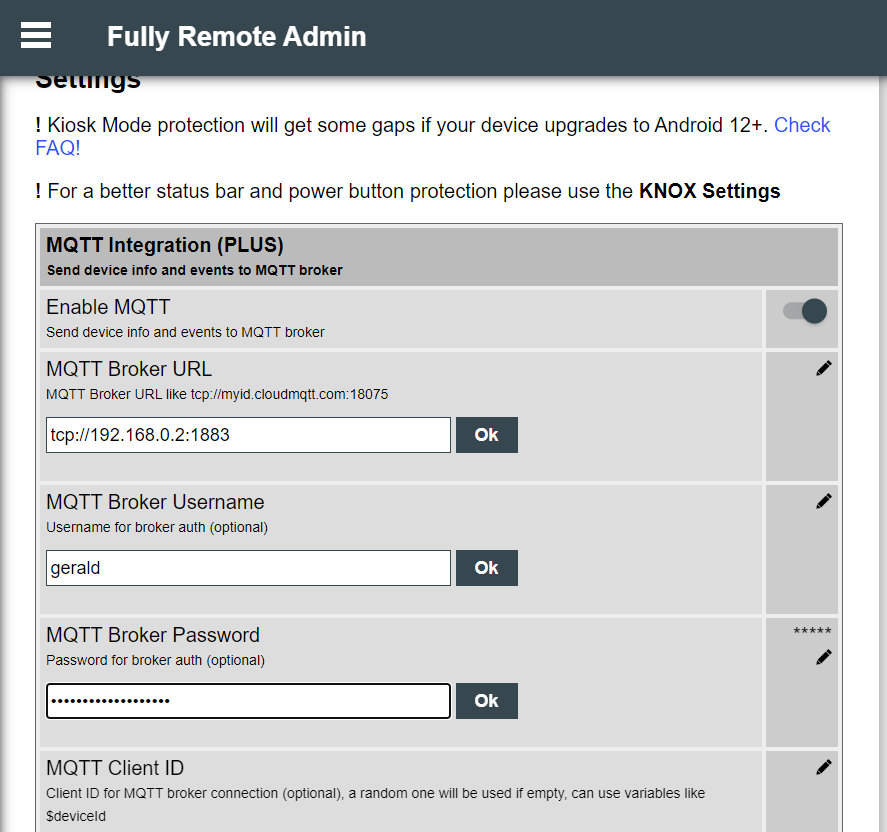 Fully Remote Admin
Settings
! Kiosk Mode protection will get some gaps if your device upgrades to Android 12+. Check
FAQ!
! For a better status bar and power button protection please use the KNOX Settings
MQTT Integration (PLUS)
Send device info and events to MQTT broker
Enable MQTT
Send device info and events to MQTT broker
MQTT Broker URL
MQTT Broker URL like tcp://myid.cloudmqtt.com:18075
tcp://192.168.0.2:1883 Ok
MQTT Broker Username
Username for broker auth (optional)
gerald Ok
MQTT Broker Password *****
Password for broker auth (optional)
••••••••••••••••••• Ok
MQTT Client ID
Client ID for MQTT broker connection (optional), a random one will be used if empty, can use variables like
$deviceId